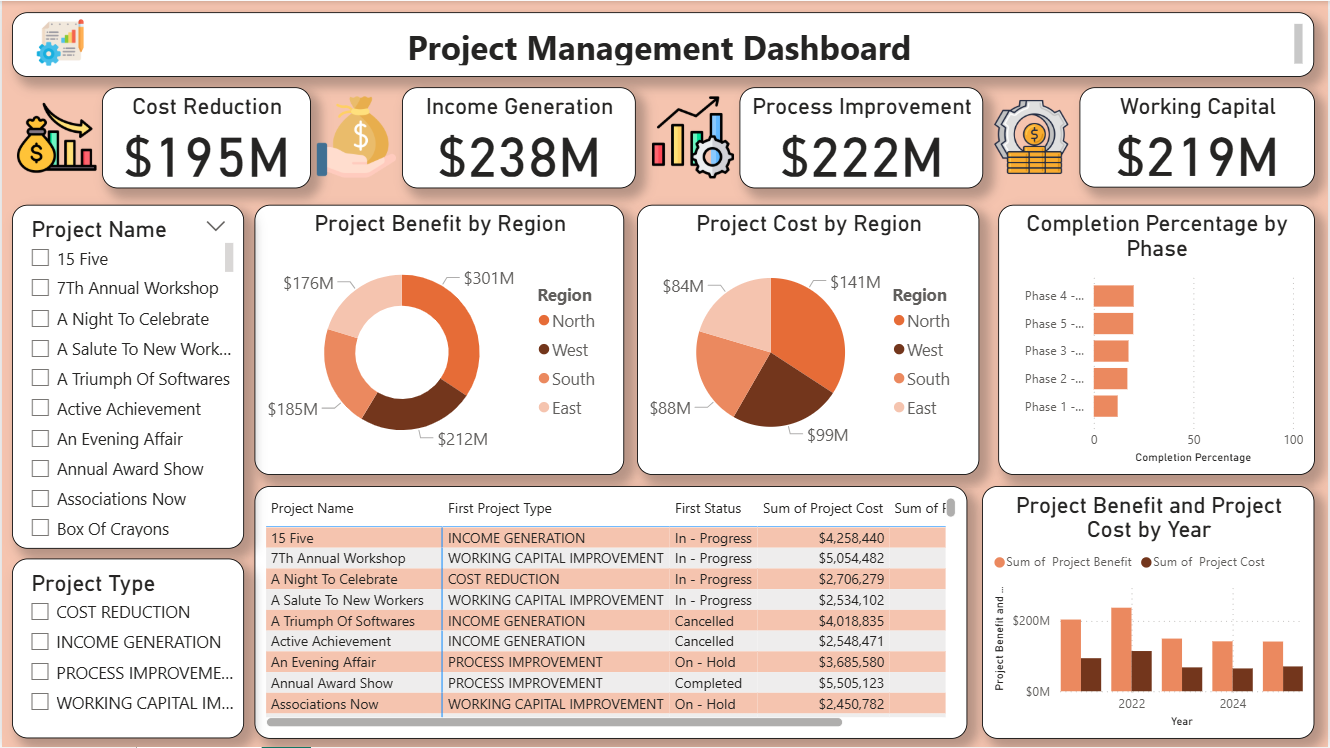 Project Management Dashboard
Cost Reduction
$195M
Income Generation
$238M
Process Improvement
$222M
Working Capital
$219M
Project Name
15 Five
7Th Annual Workshop
A Night To Celebrate
A Salute To New Work...
A Triumph Of Softwares
Active Achievement
An Evening Affair
Annual Award Show
Associations Now
Box Of Crayons
Project Type
COST REDUCTION
INCOME GENERATION
PROCESS IMPROVEME...
WORKING CAPITAL IM...
Project Benefit by Region
$176M
$301M
$185M
$212M
Region
North
West
South
East
Project Cost by Region
$84M
$141M
$88M
$99M
Region
North
West
South
East
Completion Percentage by
Phase
Phase 4 -...
Phase 5 -...
Phase 3 -...
Phase 2 -...
Phase 1 -...
0 50 100
Completion Percentage
Project Name First Project Type First Status Sum of Project Cost Sum of F
15 Five INCOME GENERATION In - Progress $4,258,440
7Th Annual Workshop WORKING CAPITAL IMPROVEMENT In - Progress $5,054,482
A Night To Celebrate COST REDUCTION In - Progress $2,706,279
A Salute To New Workers WORKING CAPITAL IMPROVEMENT In - Progress $2,534,102
A Triumph Of Softwares INCOME GENERATION Cancelled $4,018,835
Active Achievement INCOME GENERATION Cancelled $2,548,471
An Evening Affair PROCESS IMPROVEMENT On - Hold $3,685,580
Annual Award Show PROCESS IMPROVEMENT Completed $5,505,123
Associations Now WORKING CAPITAL IMPROVEMENT On - Hold $2,450,782
Project Benefit and Project
Cost by Year
Sum of Project Benefit Sum of Project Cost
Project Benefit and ...
$200M
$0M
2022 2024
Year